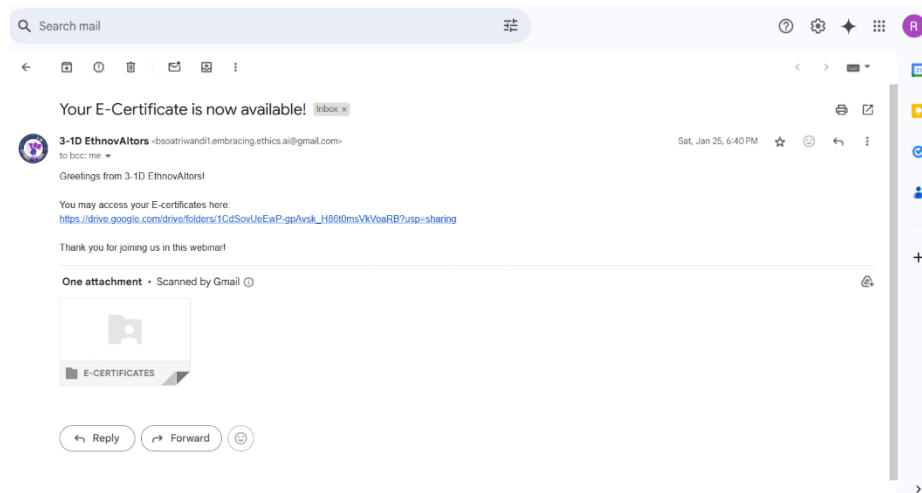 Search mail
R
Your E-Certificate is now available! Inbox ×
3-1D EthnovAItors <bsoatriwandi1.embracing.ethics.ai@gmail.com> Sat, Jan 25, 6:40 PM
to bcc: me
Greetings from 3-1D EthnovAItors!
You may access your E-certificates here:
https://drive.google.com/drive/folders/1CdSovUeEwP-gpAvsk_H86t0msVkVoaRB?usp=sharing
Thank you for joining us in this webinar!
One attachment • Scanned by Gmail
E-CERTIFICATES
Reply Forward